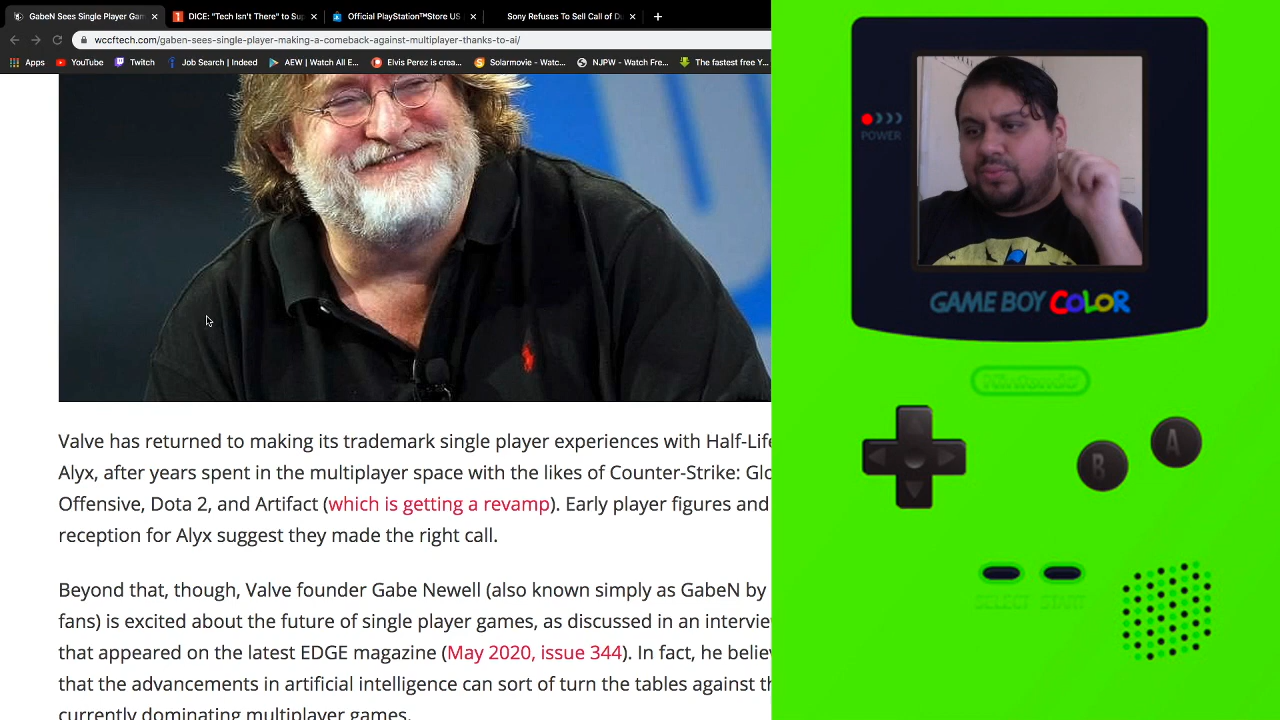 GabeN Sees Single Player Gam
DICE: "Tech Isn't There" to Sup
Official PlayStation™Store US
Sony Refuses To Sell Call of Du
wccftech.com/gaben-sees-single-player-making-a-comeback-against-multiplayer-thanks-to-ai/
Apps YouTube Twitch Job Search | Indeed AEW | Watch All E... Elvis Perez is crea... Solarmovie - Watc... NJPW - Watch Fre... The fastest free Y...
POWER
GAME BOY COLOR
Nintendo
A
B
SELECT START
Valve has returned to making its trademark single player experiences with Half-Life
Alyx, after years spent in the multiplayer space with the likes of Counter-Strike: Glo
Offensive, Dota 2, and Artifact (which is getting a revamp). Early player figures and
reception for Alyx suggest they made the right call.
Beyond that, though, Valve founder Gabe Newell (also known simply as GabeN by
fans) is excited about the future of single player games, as discussed in an intervie
that appeared on the latest EDGE magazine (May 2020, issue 344). In fact, he believ
that the advancements in artificial intelligence can sort of turn the tables against th
currently dominating multiplayer games.